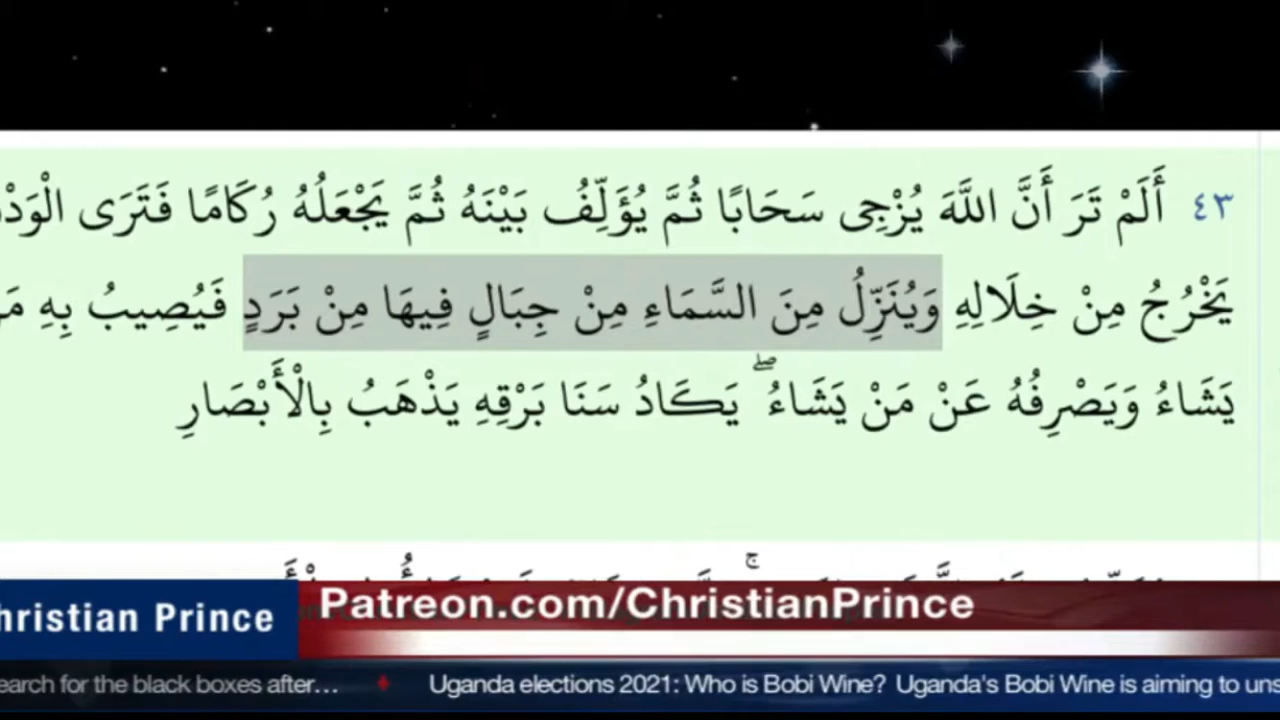 ٤٣ أَلَمْ تَرَ أَنَّ اللَّهَ يُزْجِى سَحَابًا ثُمَّ يُؤَلِّفُ بَيْنَهُ ثُمَّ يَجْعَلُهُ رُكَامًا فَتَرَى
يَخْرُجُ مِنْ خِلَالِهِ وَيُنَزِّلُ مِنَ السَّمَاءِ مِنْ جِبَالٍ فِيهَا مِنْ بَرَدٍ فَيُصِيبُ بِهِ
يَشَاءُ وَيَصْرِفُهُ عَنْ مَنْ يَشَاءُ ۖ يَكَادُ سَنَا بَرْقِهِ يَذْهَبُ بِالْأَبْصَارِ
hristian Prince
Patreon.com/ChristianPrince
earch for the black boxes after... ♦ Uganda elections 2021: Who is Bobi Wine? Uganda's Bobi Wine is aiming to uns